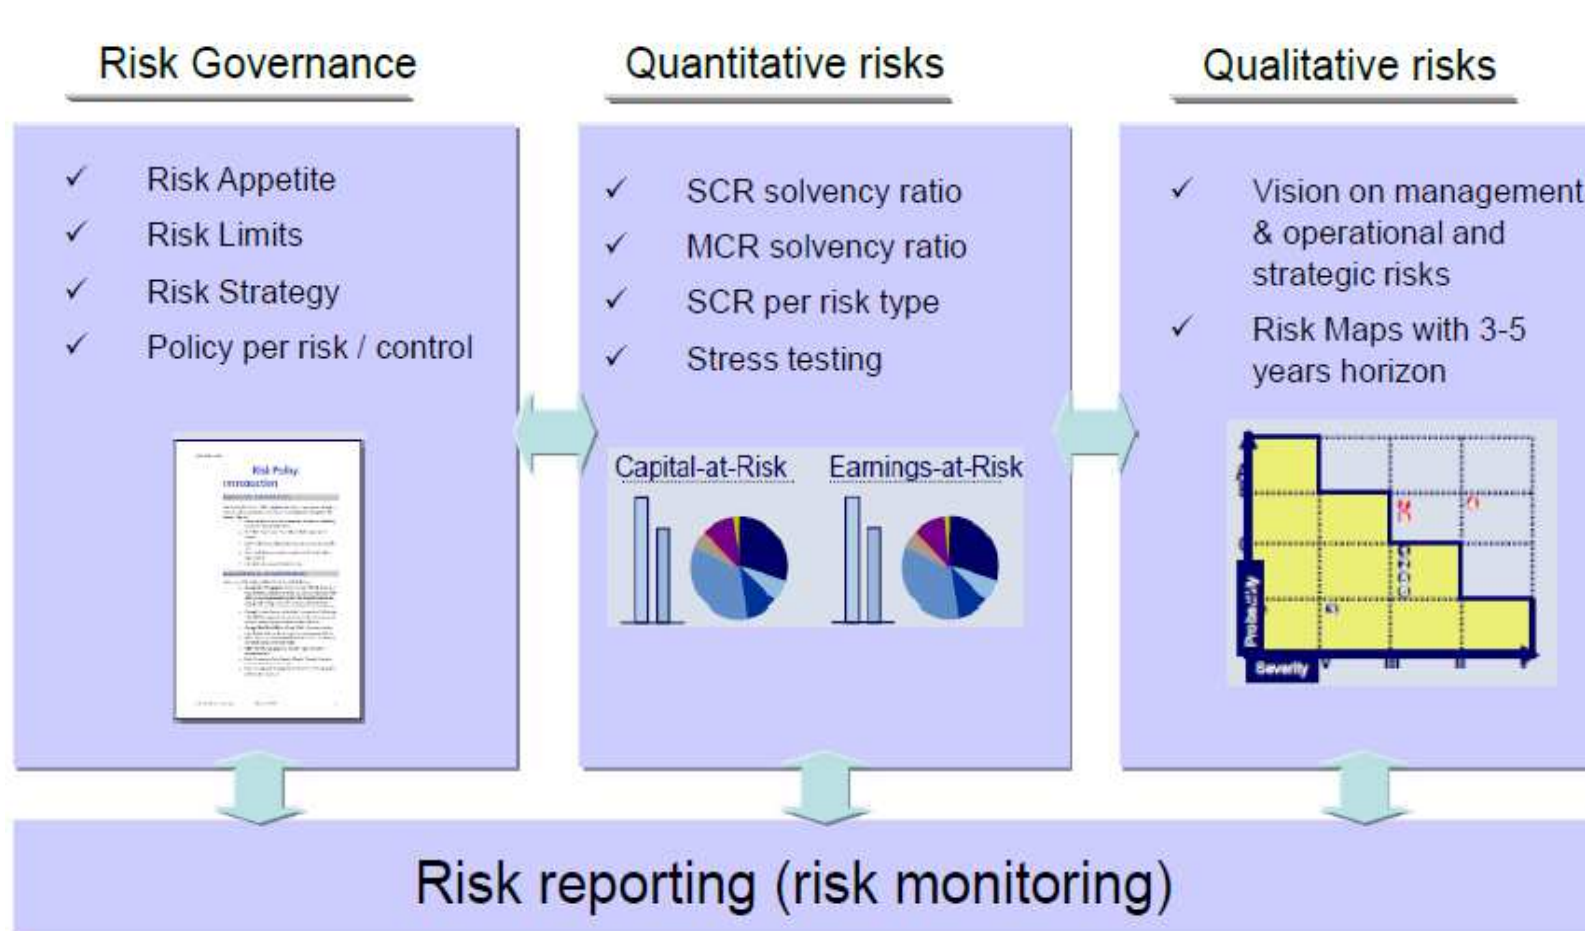 Risk Governance
Risk Appetite
Risk Limits
Risk Strategy
Policy per risk / control
Risk Policy
Introduction
Quantitative risks
SCR solvency ratio
MCR solvency ratio
SCR per risk type
Stress testing
Capital-at-Risk
Earnings-at-Risk
Qualitative risks
Vision on management
& operational and
strategic risks
Risk Maps with 3-5
years horizon
Probability
Severity
Risk reporting (risk monitoring)